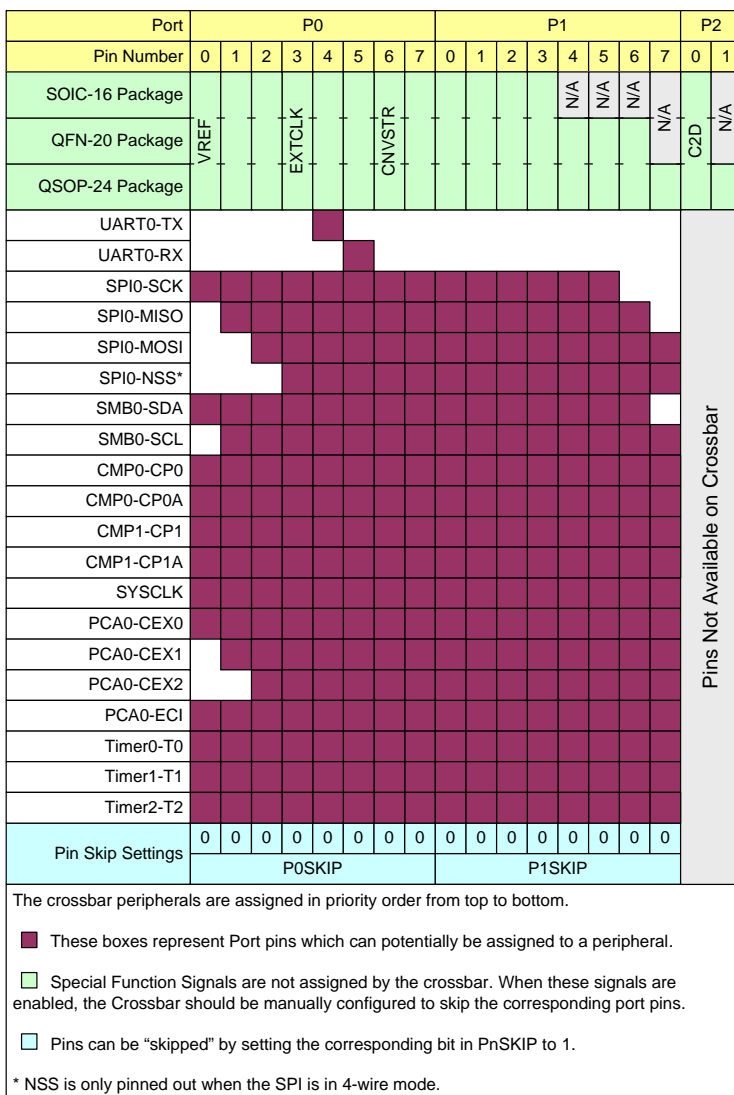 Port P0 P1 P2
Pin Number 0 1 2 3 4 5 6 7 0 1 2 3 4 5 6 7 0 1
SOIC-16 Package N/A N/A N/A
QFN-20 Package VREF EXTCLK CNVSTR N/A C2D N/A
QSOP-24 Package
UART0-TX
UART0-RX
SPI0-SCK
SPI0-MISO
SPI0-MOSI
SPI0-NSS*
SMB0-SDA
SMB0-SCL
CMP0-CP0
CMP0-CP0A
CMP1-CP1
CMP1-CP1A
SYSCLK
PCA0-CEX0
PCA0-CEX1
PCA0-CEX2
PCA0-ECI
Timer0-T0
Timer1-T1
Timer2-T2
Pins Not Available on Crossbar
Pin Skip Settings 0 0 0 0 0 0 0 0 0 0 0 0 0 0 0 0
P0SKIP P1SKIP
The crossbar peripherals are assigned in priority order from top to bottom.
These boxes represent Port pins which can potentially be assigned to a peripheral.
Special Function Signals are not assigned by the crossbar. When these signals are
enabled, the Crossbar should be manually configured to skip the corresponding port pins.
Pins can be “skipped” by setting the corresponding bit in PnSKIP to 1.
* NSS is only pinned out when the SPI is in 4-wire mode.